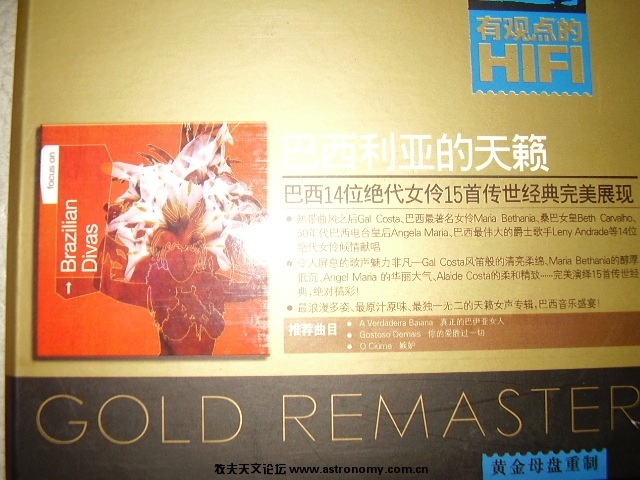 有观点的
HIFI
巴西利亚的天籁
巴西14位绝代女伶15首传世经典完美展现
focus on
Brazilian
Divas
热带曲风之后Gal Costa、巴西最著名女伶Maria Bethania、桑巴女皇Beth Carvalho、
50年代巴西电台皇后Angela Maria、巴西最伟大的爵士歌手Leny Andrade等14位
绝代女伶倾情献唱
令人屏息的歌声魅力非凡——Gal Costa风笛般的清亮柔绵、Maria Bethania的醇厚
低沉、Angel Maria 的华丽大气、Alaide Costa的柔和精致……完美演绎15首传世经
典,绝对精彩!
最浪漫多姿、最原汁原味、最独一无二的天籁女声专辑,巴西音乐盛宴!
推荐曲目
A Verdadeira Baiana 真正的巴伊亚女人
Gostoso Demais 你的爱胜过一切
O Ciúme 嫉妒
GOLD REMASTER
黄金母盘重制
牧夫天文论坛 www.astronomy.com.cn